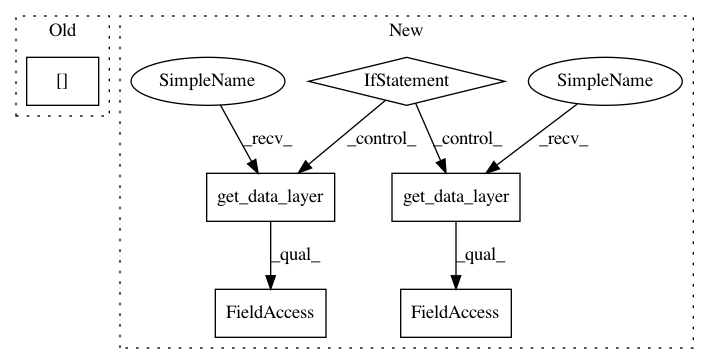 Old
New
[]
SimpleName
IfStatement
SimpleName
_recv_
_control_
_control_
_recv_
get_data_layer
get_data_layer
_qual_
_qual_
FieldAccess
FieldAccess